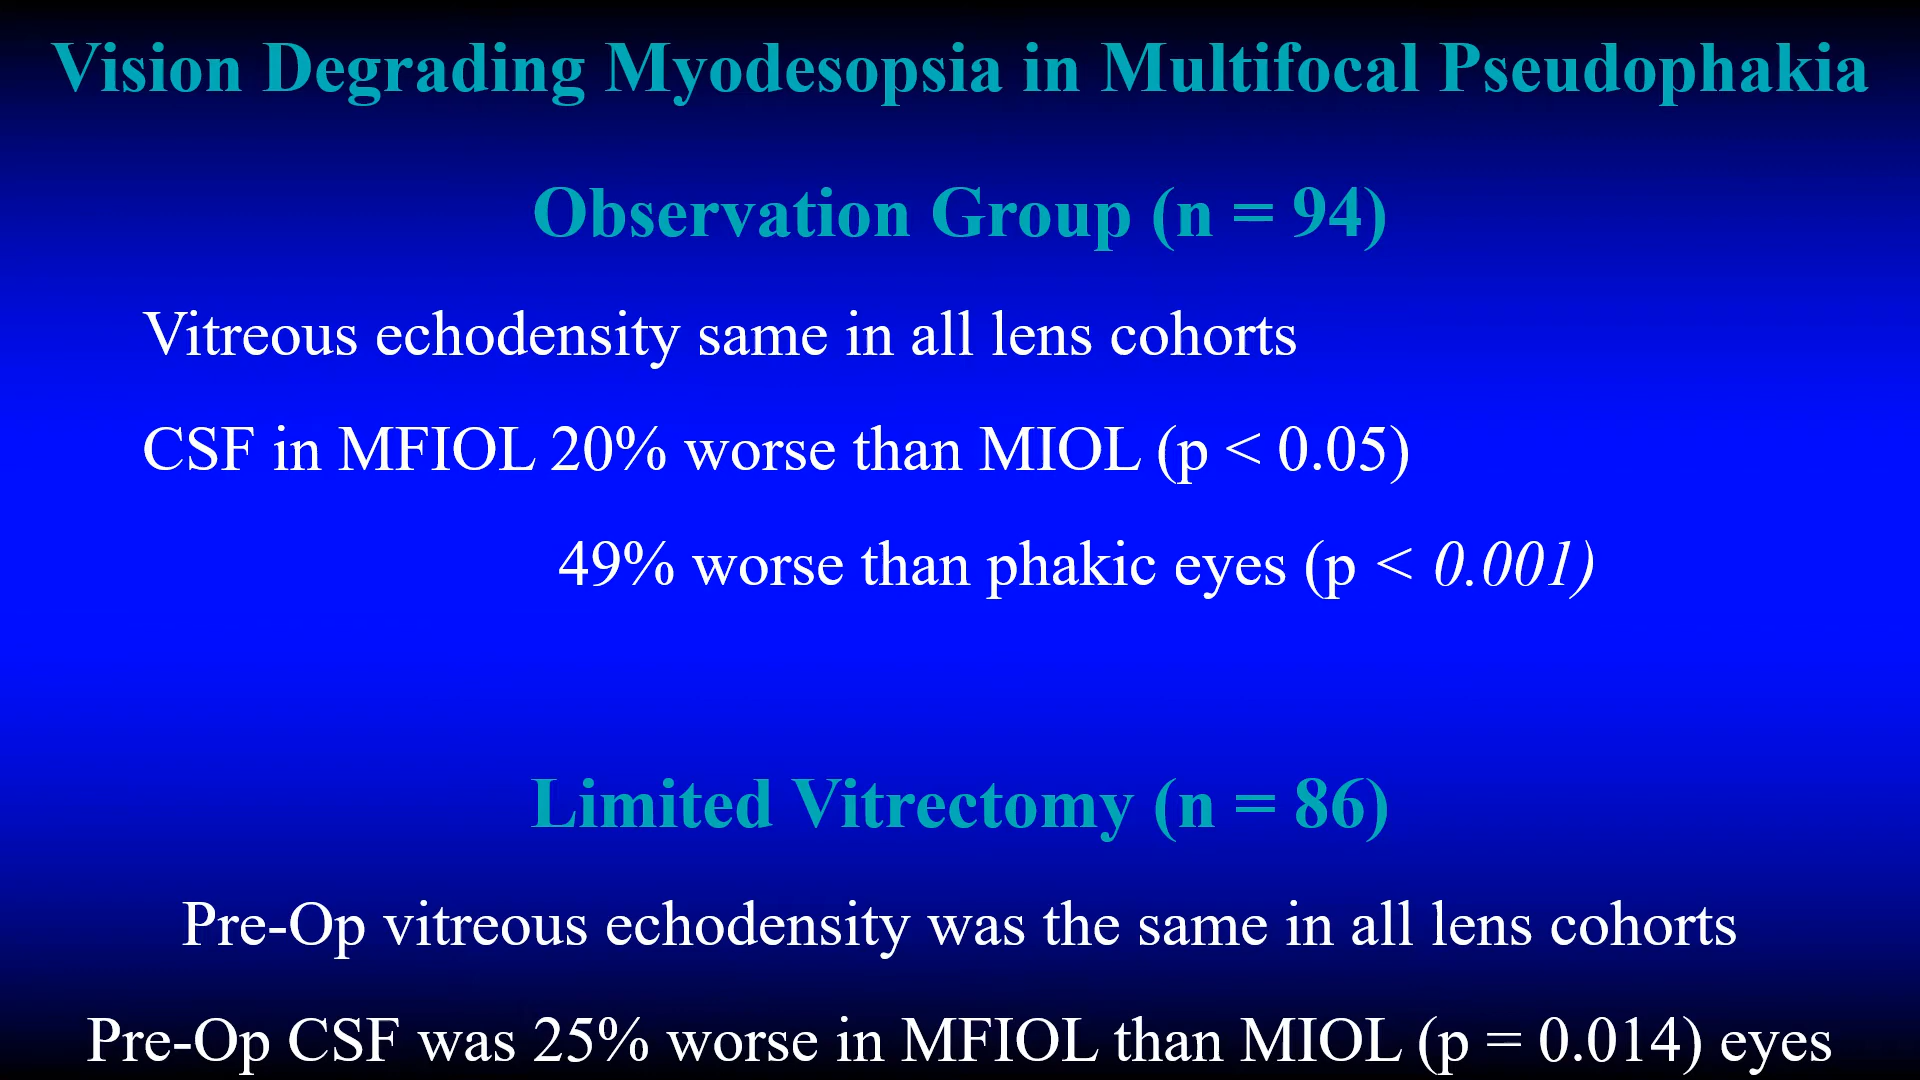 Vision Degrading Myodesopsia in Multifocal Pseudophakia
Observation Group (n = 94)
Vitreous echodensity same in all lens cohorts
CSF in MFIOL 20% worse than MIOL (p < 0.05)
49% worse than phakic eyes (p < 0.001)
Limited Vitrectomy (n = 86)
Pre-Op vitreous echodensity was the same in all lens cohorts
Pre-Op CSF was 25% worse in MFIOL than MIOL (p = 0.014) eyes